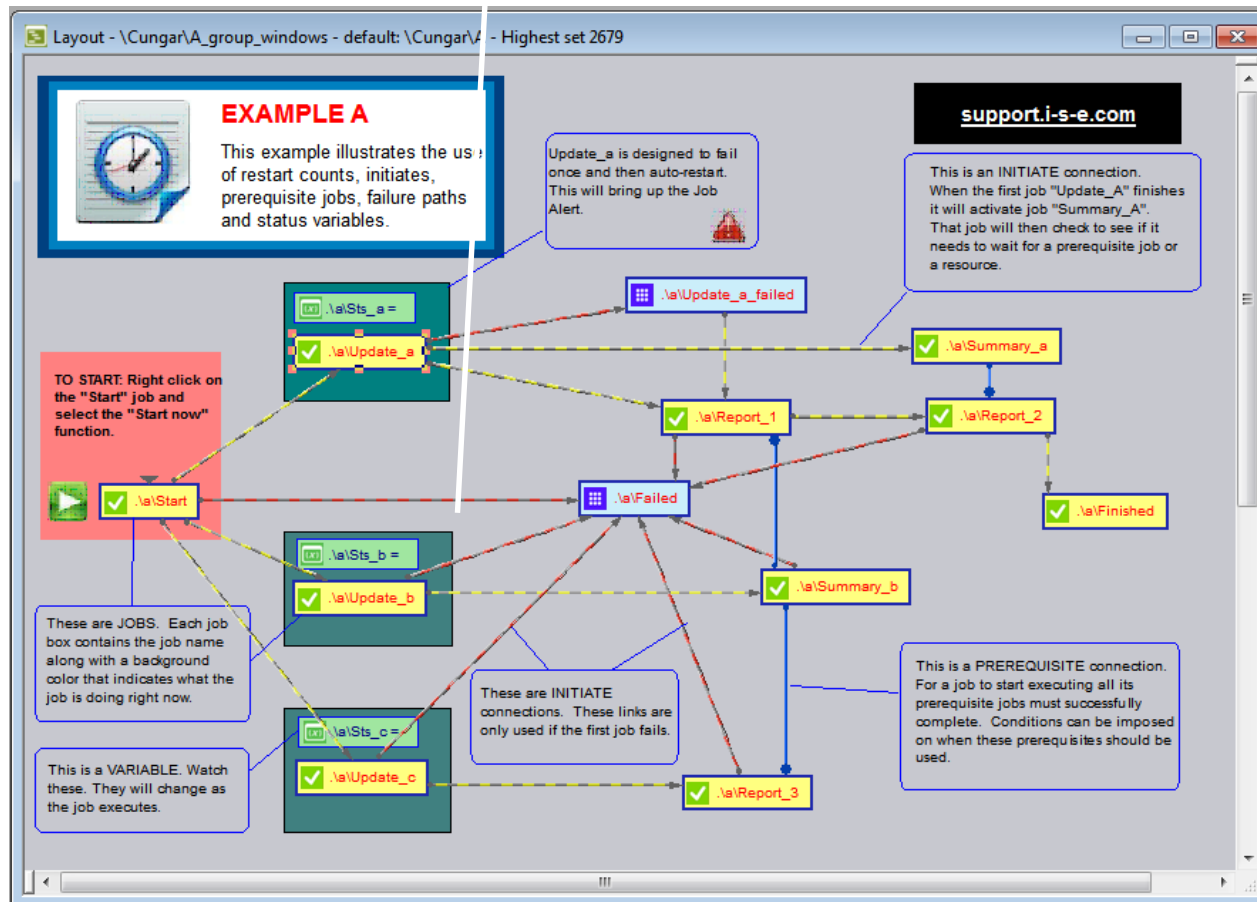 Layout - \Cungar\A_group_windows - default: \Cungar\A - Highest set 2679
EXAMPLE A
This example illustrates the use
of restart counts, initiates,
prerequisite jobs, failure paths
and status variables.
Update_a is designed to fail
once and then auto-restart.
This will bring up the Job
Alert.
support.i-s-e.com
This is an INITIATE connection.
When the first job "Update_A" finishes
it will activate job "Summary_A".
That job will then check to see if it
needs to wait for a prerequisite job or
a resource.
.\a\Sts_a =
.\a\Update_a
.\a\Update_a_failed
.\a\Summary_a
TO START: Right click on
the "Start" job and
select the "Start now"
function.
.\a\Report_1
.\a\Report_2
.\a\Start
.\a\Failed
.\a\Finished
.\a\Sts_b =
.\a\Update_b
.\a\Summary_b
These are JOBS. Each job
box contains the job name
along with a background
color that indicates what the
job is doing right now.
These are INITIATE
connections. These links are
only used if the first job fails.
This is a PREREQUISITE connection.
For a job to start executing all its
prerequisite jobs must successfully
complete. Conditions can be imposed
on when these prerequisites should be
used.
.\a\Sts_c =
.\a\Update_c
.\a\Report_3
This is a VARIABLE. Watch
these. They will change as
the job executes.